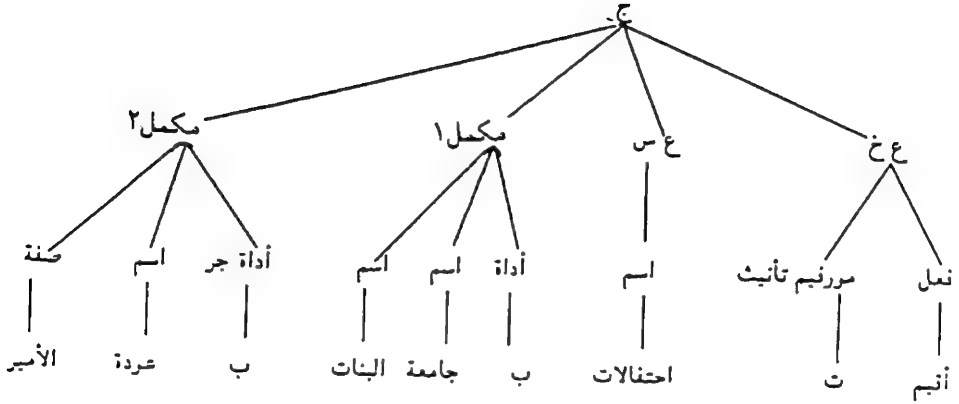 ج
ع خ ع س مكمل١ مكمل٢
فعل مورفيم تأنيث اسم أداة اسم اسم أداة جر اسم صفة
أقيم ت احتفالات ب جامعة البنات ب عودة الأمير